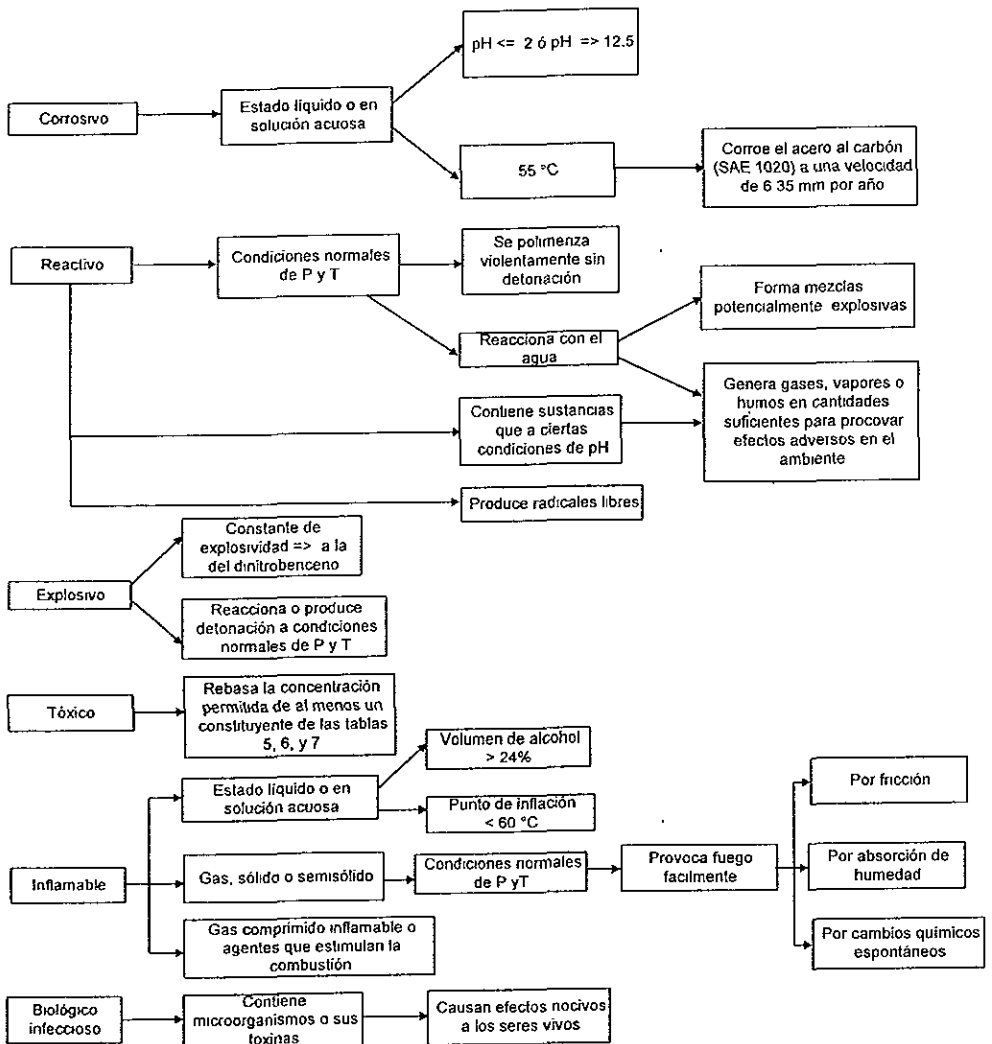 Corrosivo
Estado líquido o en
solución acuosa
pH <= 2 ó pH => 12.5
55 °C
Corroe el acero al carbón
(SAE 1020) a una velocidad
de 6 35 mm por año
Reactivo
Condiciones normales
de P y T
Se polimenza
violentamente sin
detonación
Reacciona con el
agua
Forma mezclas
potencialmente explosivas
Genera gases, vapores o
humos en cantidades
suficientes para procovar
efectos adversos en el
ambiente
Contiene sustancias
que a ciertas
condiciones de pH
Produce radicales libres
Explosivo
Constante de
explosividad => a la
del dinitrobenceno
Reacciona o produce
detonación a condiciones
normales de P y T
Tóxico
Rebasa la concentración
permitida de al menos un
constituyente de las tablas
5, 6, y 7
Inflamable
Estado líquido o en
solución acuosa
Volumen de alcohol
> 24%
Punto de inflación
< 60 °C
Gas, sólido o semisólido
Condiciones normales
de P yT
Provoca fuego
facilmente
Por fricción
Por absorción de
humedad
Por cambios químicos
espontáneos
Gas comprimido inflamable o
agentes que estimulan la
combustión
Biológico
infeccioso
Contiene
microorganismos o sus
toxinas
Causan efectos nocivos
a los seres vivos